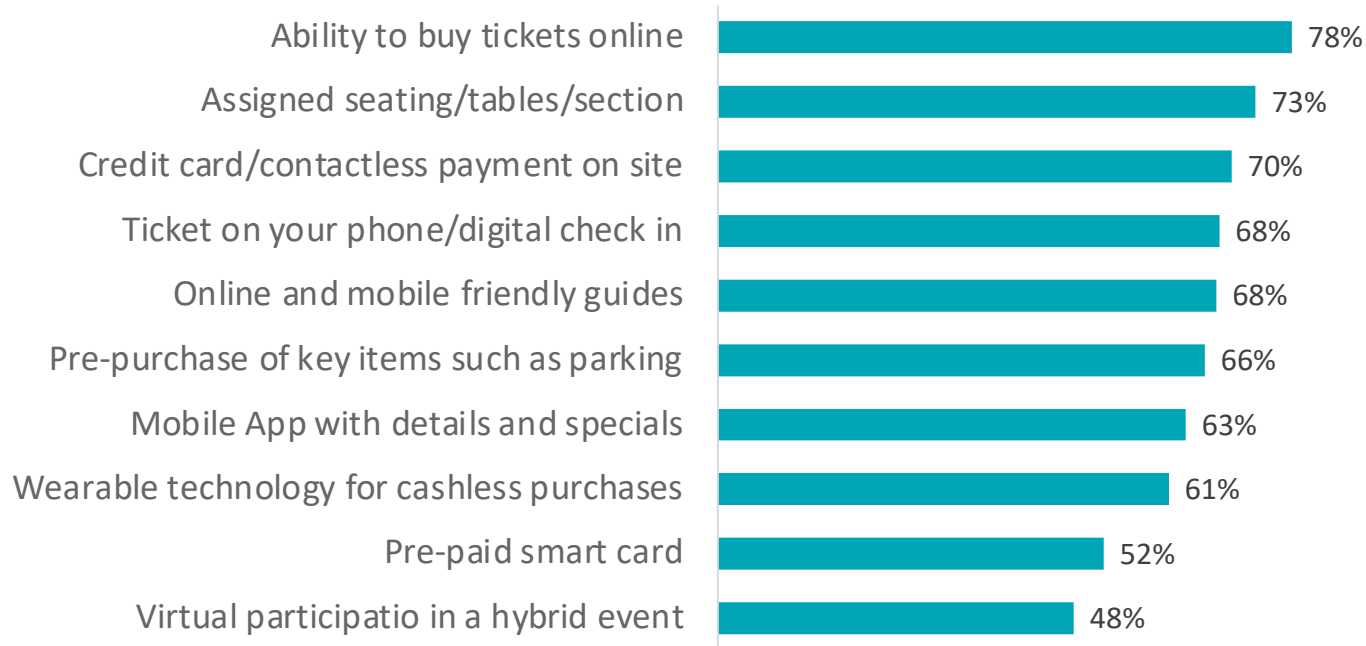 Ability to buy tickets online 78%
Assigned seating/tables/section 73%
Credit card/contactless payment on site 70%
Ticket on your phone/digital check in 68%
Online and mobile friendly guides 68%
Pre-purchase of key items such as parking 66%
Mobile App with details and specials 63%
Wearable technology for cashless purchases 61%
Pre-paid smart card 52%
Virtual participatio in a hybrid event 48%